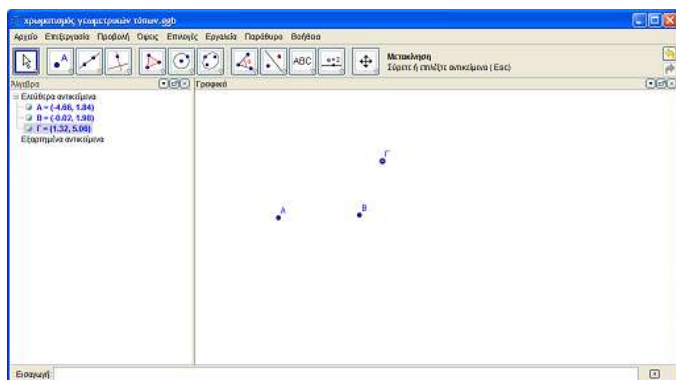 χρωματισμός γεωμετρικών τόπων.ggb
Αρχείο Επεξεργασία Προβολή Όψεις Επιλογές Εργαλεία Παράθυρο Βοήθεια
A
ABC
a=2
Μετακίνηση
Σύρετε ή επιλέξτε αντικείμενα (Esc)
Άλγεβρα
Γραφικά
Ελεύθερα αντικείμενα
A = (-4.66, 1.84)
B = (-0.02, 1.98)
Γ = (1.32, 5.06)
Εξαρτημένα αντικείμενα
Γ
A
B
Εισαγωγή: